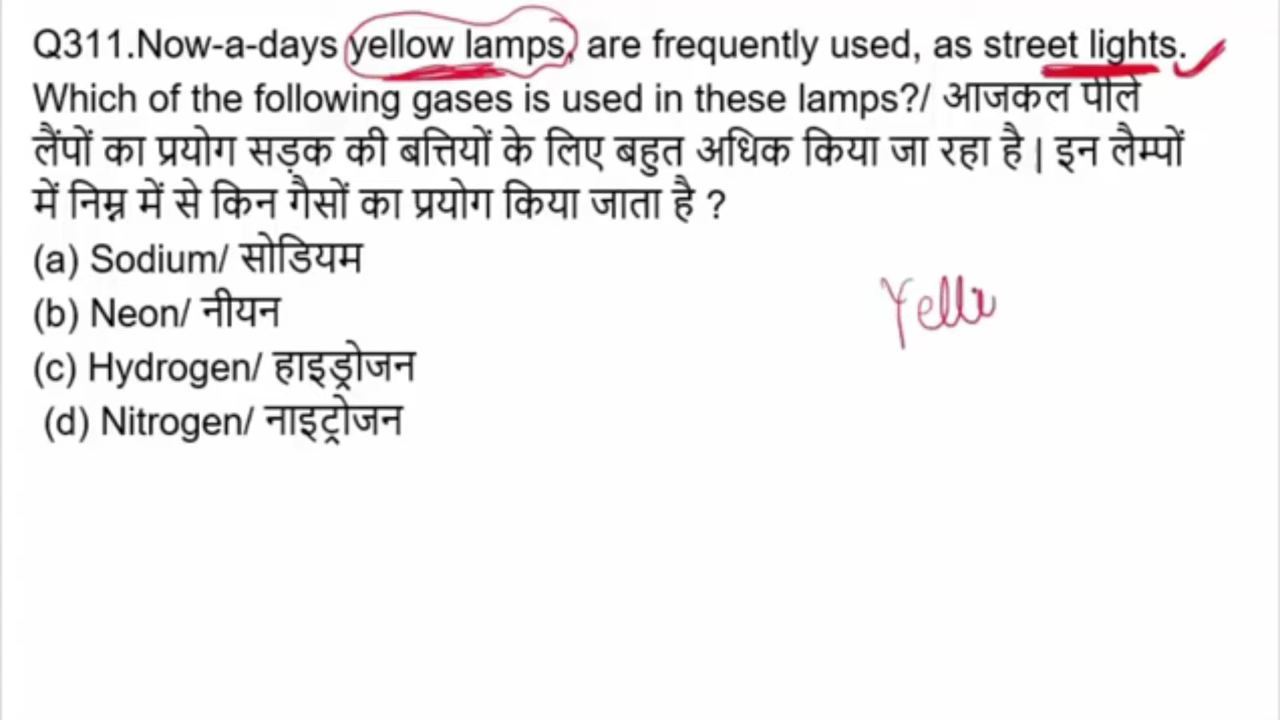 Q311.Now-a-days yellow lamps, are frequently used, as street lights.
Which of the following gases is used in these lamps?/ आजकल पीले
लैंपों का प्रयोग सड़क की बत्तियों के लिए बहुत अधिक किया जा रहा है | इन लैम्पों
में निम्न में से किन गैसों का प्रयोग किया जाता है ?
(a) Sodium/ सोडियम
(b) Neon/ नीयन
Yello
(c) Hydrogen/ हाइड्रोजन
(d) Nitrogen/ नाइट्रोजन